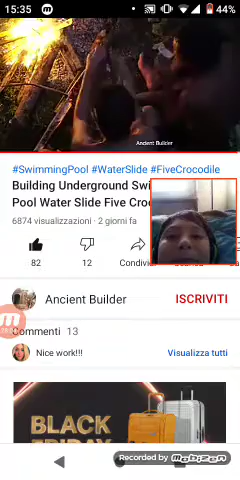 15:35
44%
Ancient Builder
#SwimmingPool #WaterSlide #FiveCrocodile
Building Underground Swi
Pool Water Slide Five Croc
6874 visualizzazioni · 2 giorni fa
82
12
Condivi
Ancient Builder
ISCRIVITI
Commenti 13
Nice work!!!
Visualizza tutti
BLACK
FRIDAY
Recorded by
mobizen